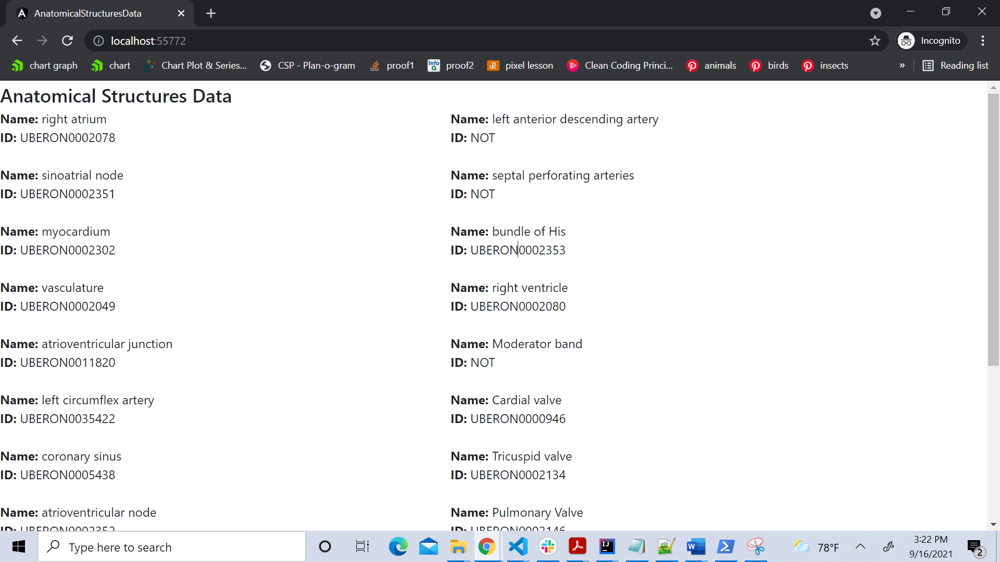 AnatomicalStructuresData
localhost:55772
Incognito
chart graph
chart
Chart Plot & Series...
CSP - Plan-o-gram
proof1
Info Q
proof2
pixel lesson
Clean Coding Princi...
animals
birds
insects
»
Reading list
Anatomical Structures Data
Name: right atrium
ID: UBERON0002078
Name: sinoatrial node
ID: UBERON0002351
Name: myocardium
ID: UBERON0002302
Name: vasculature
ID: UBERON0002049
Name: atrioventricular junction
ID: UBERON0011820
Name: left circumflex artery
ID: UBERON0035422
Name: coronary sinus
ID: UBERON0005438
Name: atrioventricular node
ID: UBERON0002352
Name: left anterior descending artery
ID: NOT
Name: septal perforating arteries
ID: NOT
Name: bundle of His
ID: UBERON0002353
Name: right ventricle
ID: UBERON0002080
Name: Moderator band
ID: NOT
Name: Cardial valve
ID: UBERON0000946
Name: Tricuspid valve
ID: UBERON0002134
Name: Pulmonary Valve
ID: UBERON0002146
Type here to search
78°F
3:22 PM
9/16/2021
2